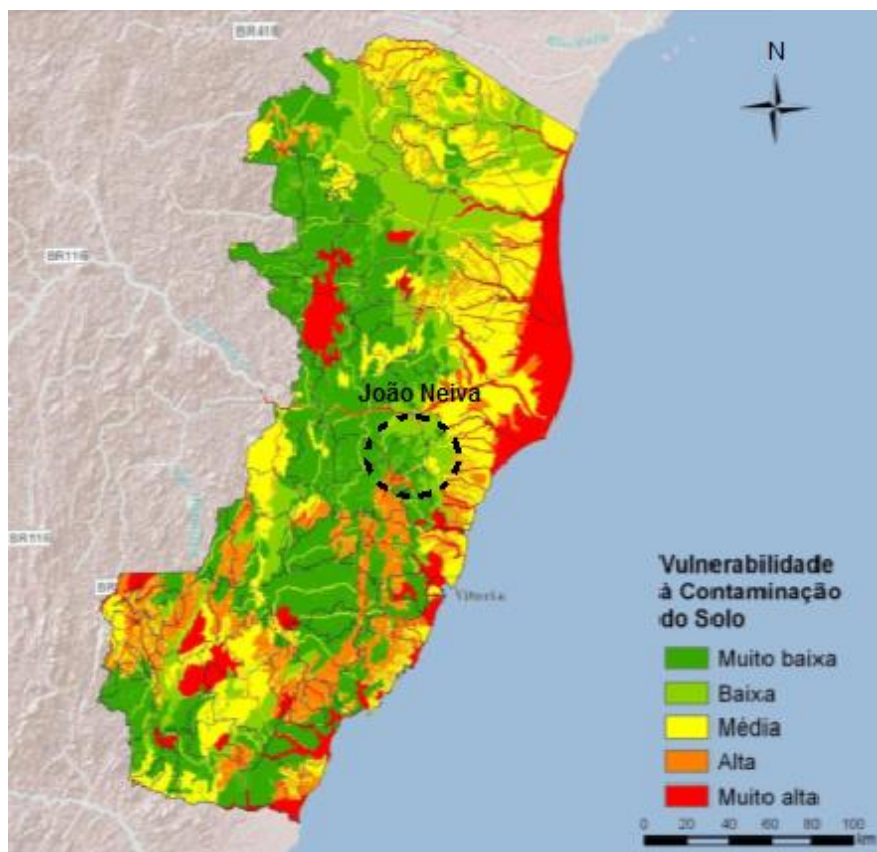 BR418
N
BR116
João Neiva
BR116
Vitória
Vulnerabilidade
à Contaminação
do Solo
Muito baixa
Baixa
Média
Alta
Muito alta
0 20 40 60 80 100
km